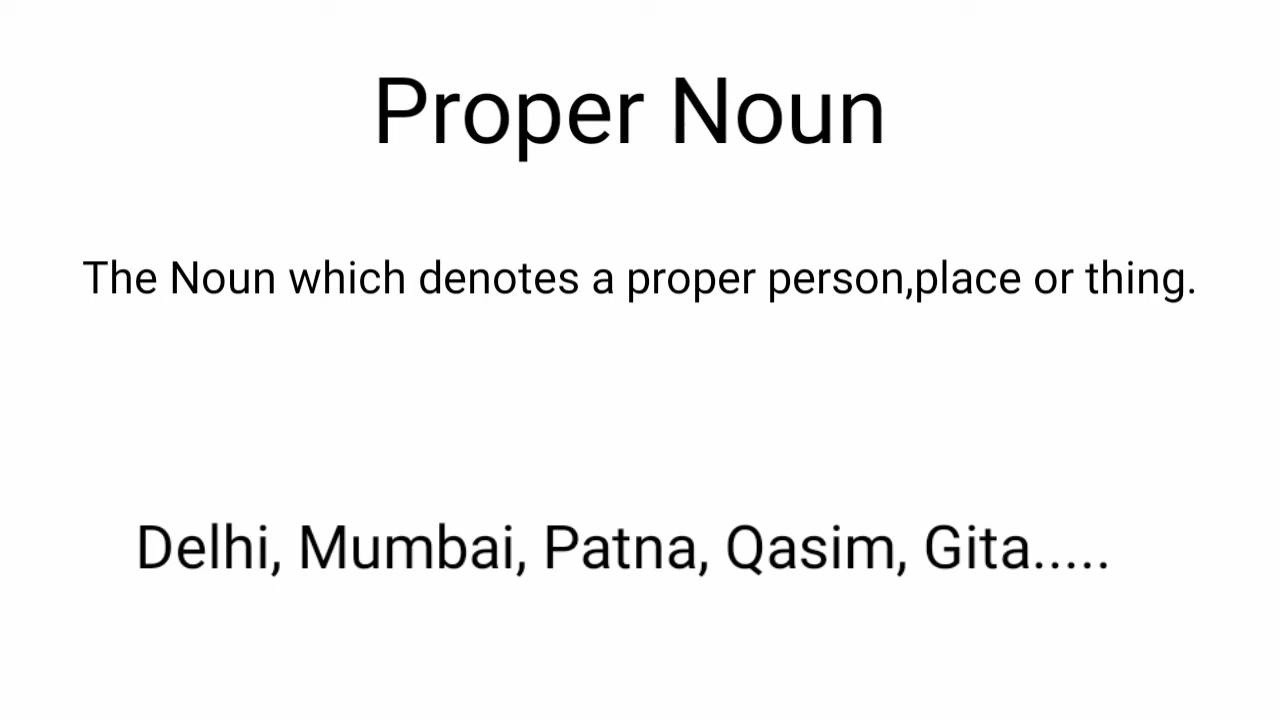 Proper Noun
The Noun which denotes a proper person,place or thing.
Delhi, Mumbai, Patna, Qasim, Gita.....